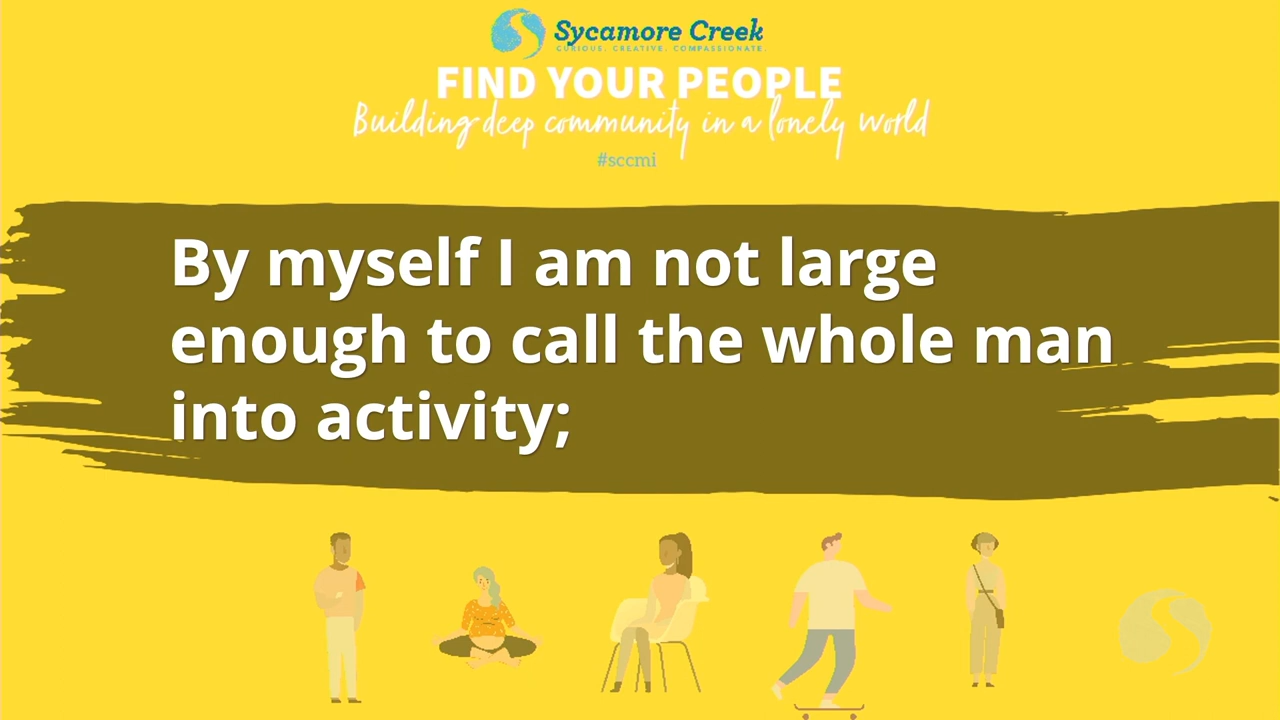 Sycamore Creek
CURIOUS. CREATIVE. COMPASSIONATE.
FIND YOUR PEOPLE
Building deep community in a lonely world
#sccmi
By myself I am not large
enough to call the whole man
into activity;